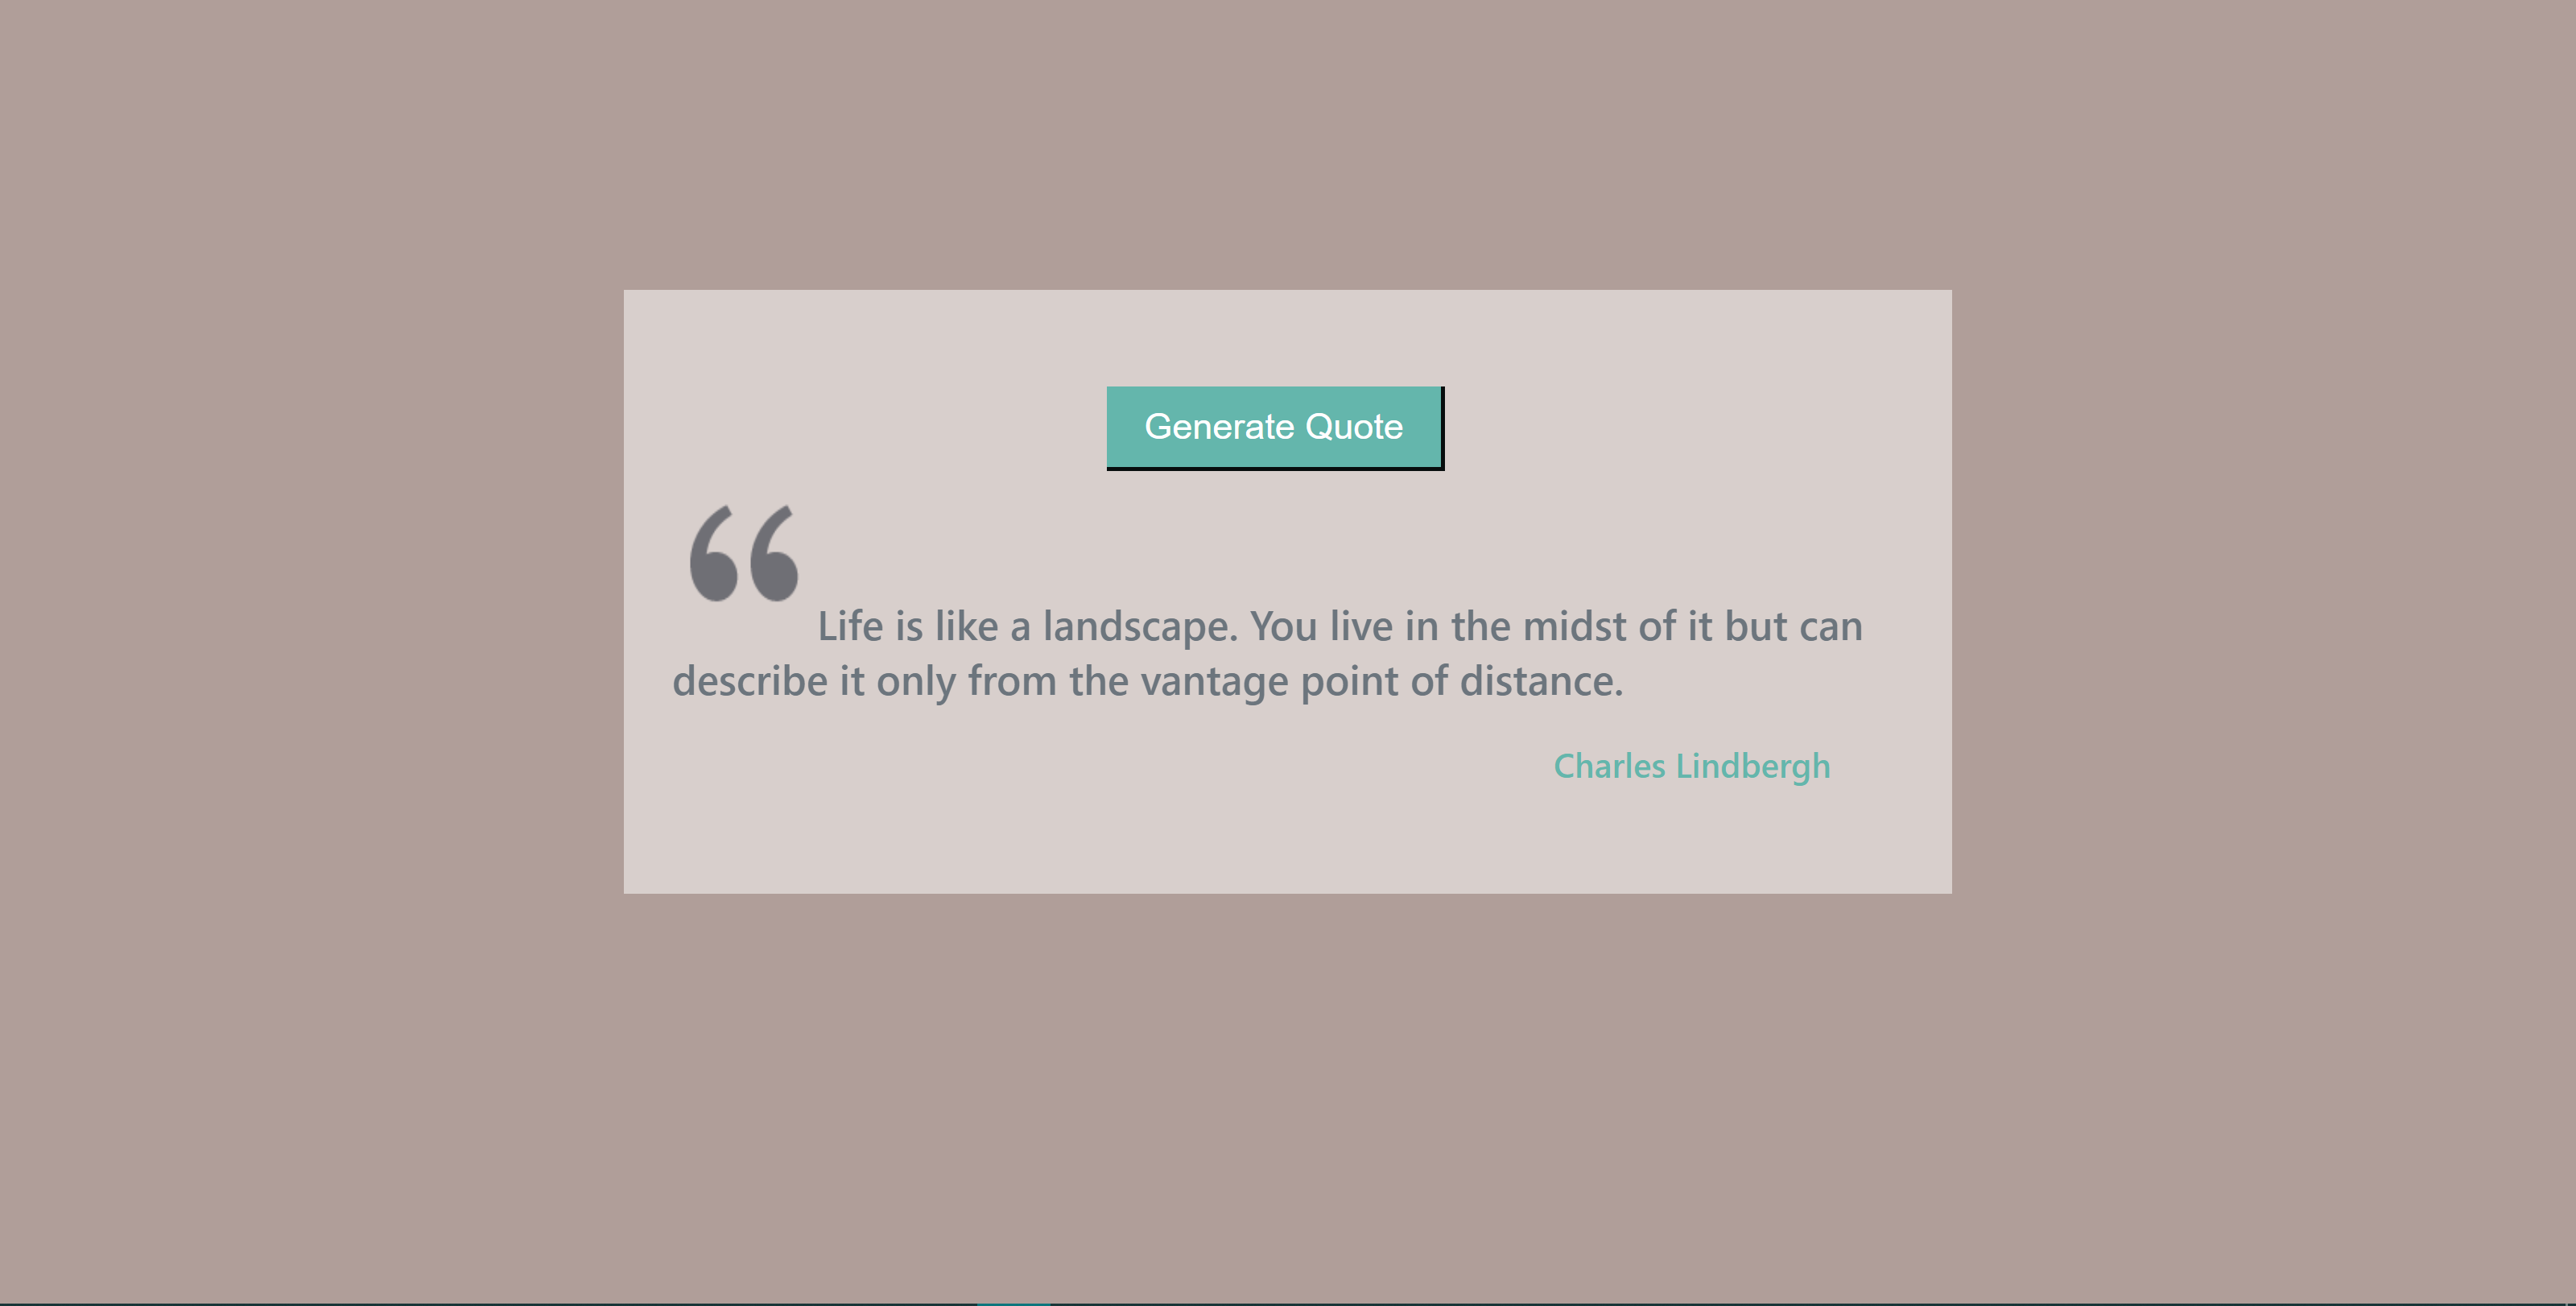 Generate Quote
“ Life is like a landscape. You live in the midst of it but can
describe it only from the vantage point of distance.
Charles Lindbergh